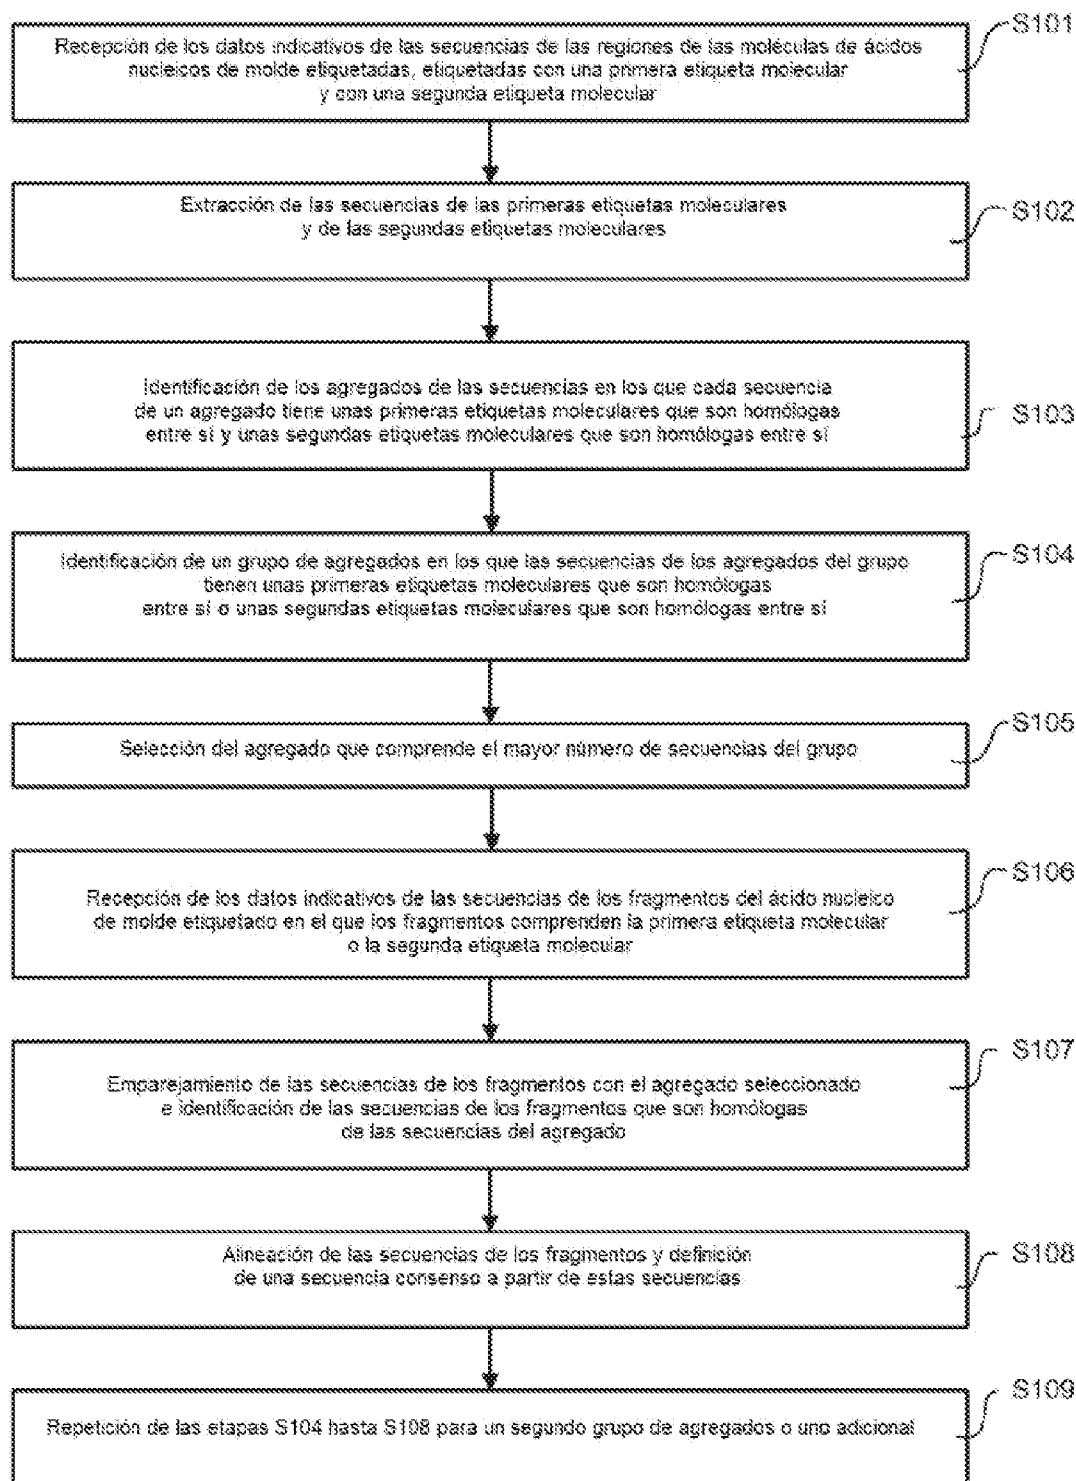 S101
Recepción de los datos indicativos de las secuencias de las regiones de las moléculas de ácidos
nucleicos de molde etiquetadas, etiquetadas con una primera etiqueta molecular
y con una segunda etiqueta molecular
S102
Extracción de las secuencias de las primeras etiquetas moleculares
y de las segundas etiquetas moleculares
S103
Identificación de los agregados de las secuencias en los que cada secuencia
de un agregado tiene unas primeras etiquetas moleculares que son homólogas
entre sí y unas segundas etiquetas moleculares que son homólogas entre sí
S104
Identificación de un grupo de agregados en los que las secuencias de los agregados del grupo
tienen unas primeras etiquetas moleculares que son homólogas
entre sí o unas segundas etiquetas moleculares que son homólogas entre sí
S105
Selección del agregado que comprende el mayor número de secuencias del grupo
S106
Recepción de los datos indicativos de las secuencias de los fragmentos del ácido nucleico
de molde etiquetado en el que los fragmentos comprenden la primera etiqueta molecular
o la segunda etiqueta molecular
S107
Emparejamiento de las secuencias de los fragmentos con el agregado seleccionado
e identificación de las secuencias de los fragmentos que son homólogas
de las secuencias del agregado
S108
Alineación de las secuencias de los fragmentos y definición
de una secuencia consenso a partir de estas secuencias
S109
Repetición de las etapas S104 hasta S108 para un segundo grupo de agregados o uno adicional